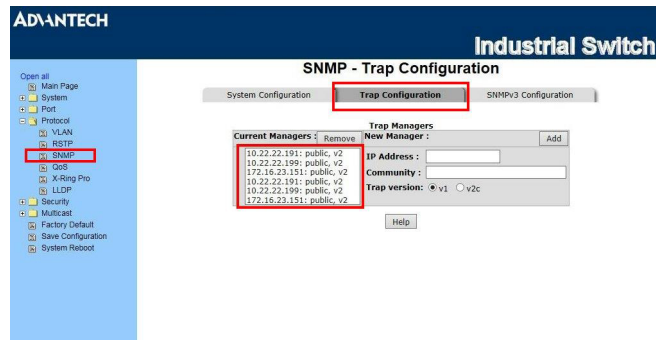 ADVANTECH
Industrial Switch
Open all
Main Page
System
Port
Protocol
VLAN
RSTP
SNMP
QoS
X-Ring Pro
LLDP
Security
Multicast
Factory Default
Save Configuration
System Reboot
SNMP - Trap Configuration
System Configuration Trap Configuration SNMPv3 Configuration
Trap Managers
Current Managers : Remove New Manager : Add
10.22.22.191: public, v2
10.22.22.199: public, v2
172.16.23.151: public, v2
10.22.22.191: public, v2
10.22.22.199: public, v2
172.16.23.151: public, v2
IP Address :
Community :
Trap version: v1 v2c
Help